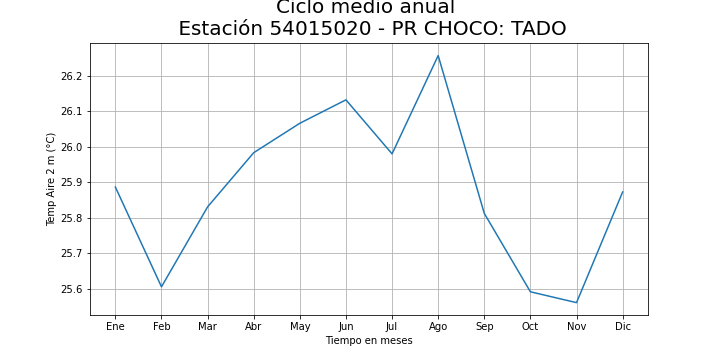 Ciclo medio anual
Estación 54015020 - PR CHOCO: TADO
26.2
26.1
26.0
25.9
25.8
25.7
25.6
Temp Aire 2 m (°C)
Ene Feb Mar Abr May Jun Jul Ago Sep Oct Nov Dic
Tiempo en meses